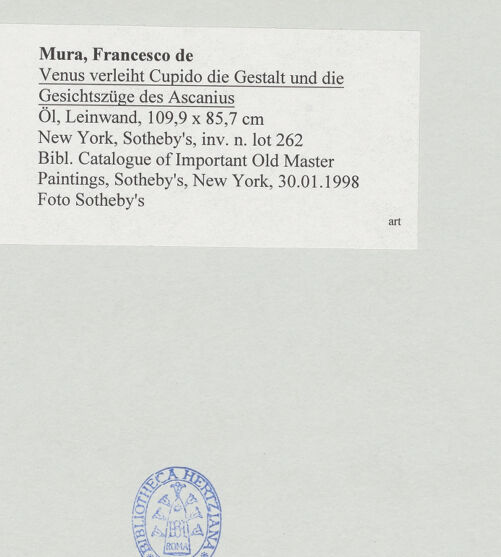 Mura, Francesco de
Venus verleiht Cupido die Gestalt und die
Gesichtszüge des Ascanius
Öl, Leinwand, 109,9 x 85,7 cm
New York, Sotheby's, inv. n. lot 262
Bibl. Catalogue of Important Old Master
Paintings, Sotheby's, New York, 30.01.1998
Foto Sotheby's
art
BIBLIOTHECA HERTZIANA
ROMA